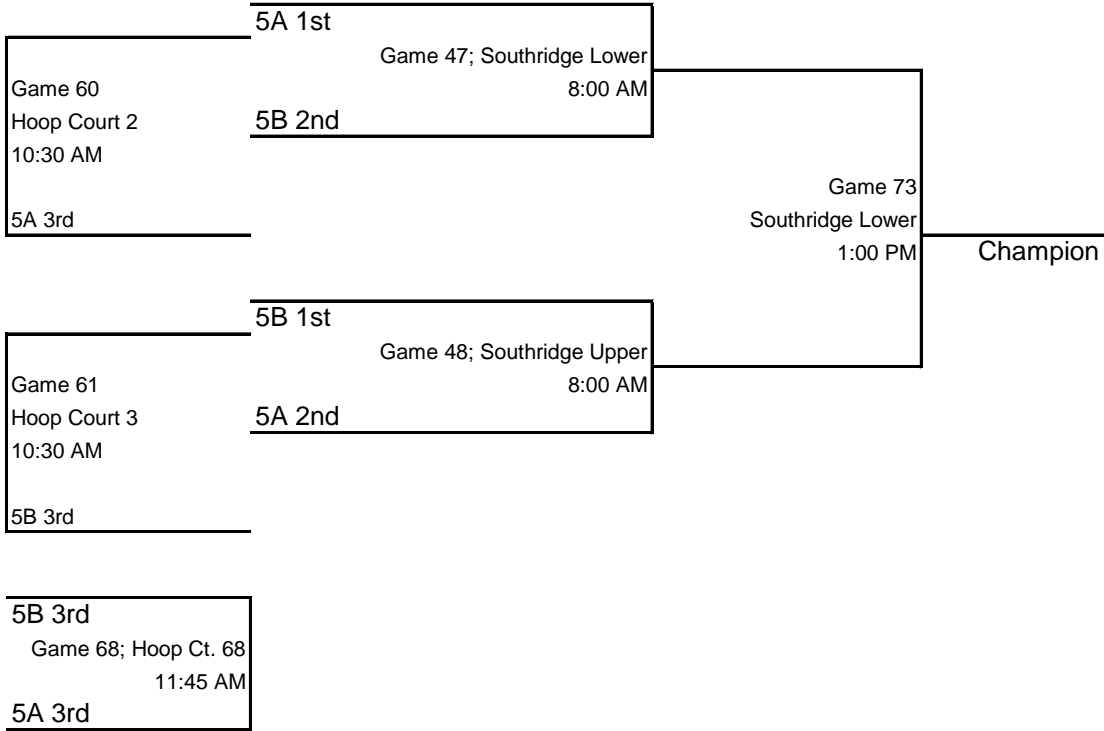 5A 1st
Game 47; Southridge Lower
Game 60
8:00 AM
Hoop Court 2
5B 2nd
10:30 AM
Game 73
5A 3rd
Southridge Lower
1:00 PM
Champion
5B 1st
Game 48; Southridge Upper
Game 61
8:00 AM
Hoop Court 3
5A 2nd
10:30 AM
5B 3rd
5B 3rd
Game 68; Hoop Ct. 68
11:45 AM
5A 3rd